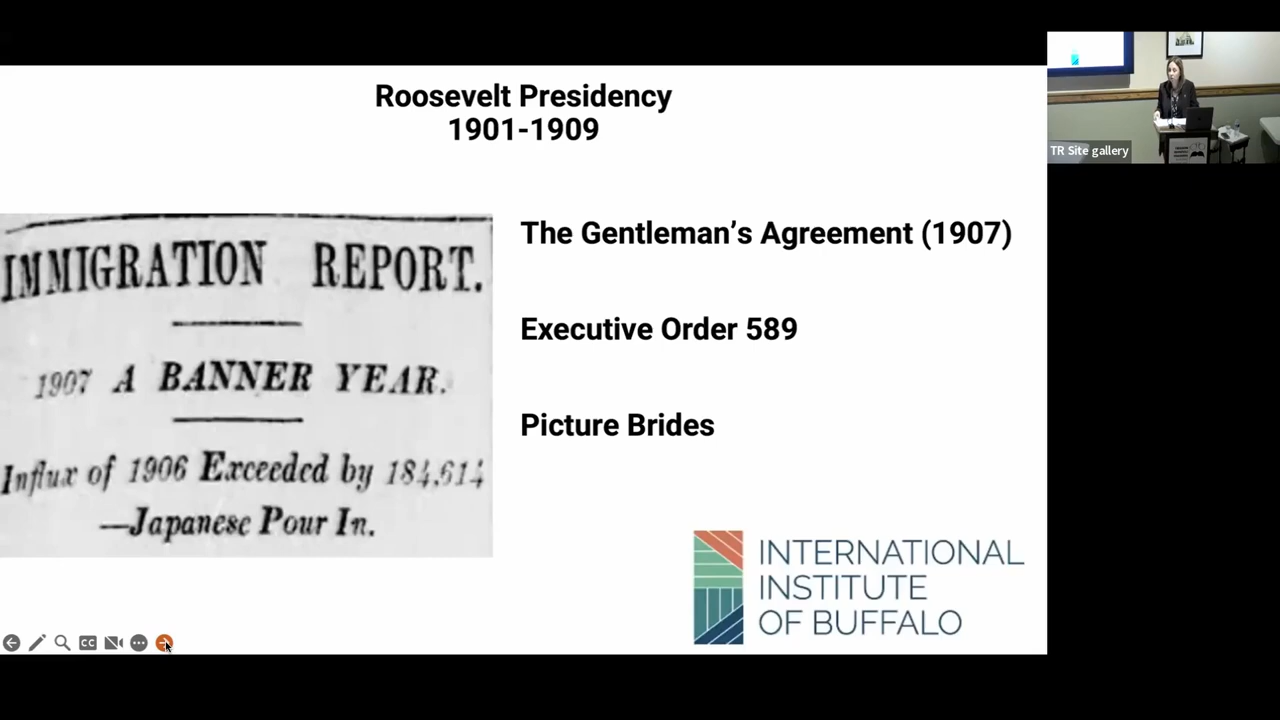 Roosevelt Presidency
1901-1909
IMMIGRATION REPORT.
1907 A BANNER YEAR.
Influx of 1906 Exceeded by 184,614
—Japanese Pour In.
The Gentleman’s Agreement (1907)
Executive Order 589
Picture Brides
INTERNATIONAL
INSTITUTE
OF BUFFALO
CC
TR Site gallery